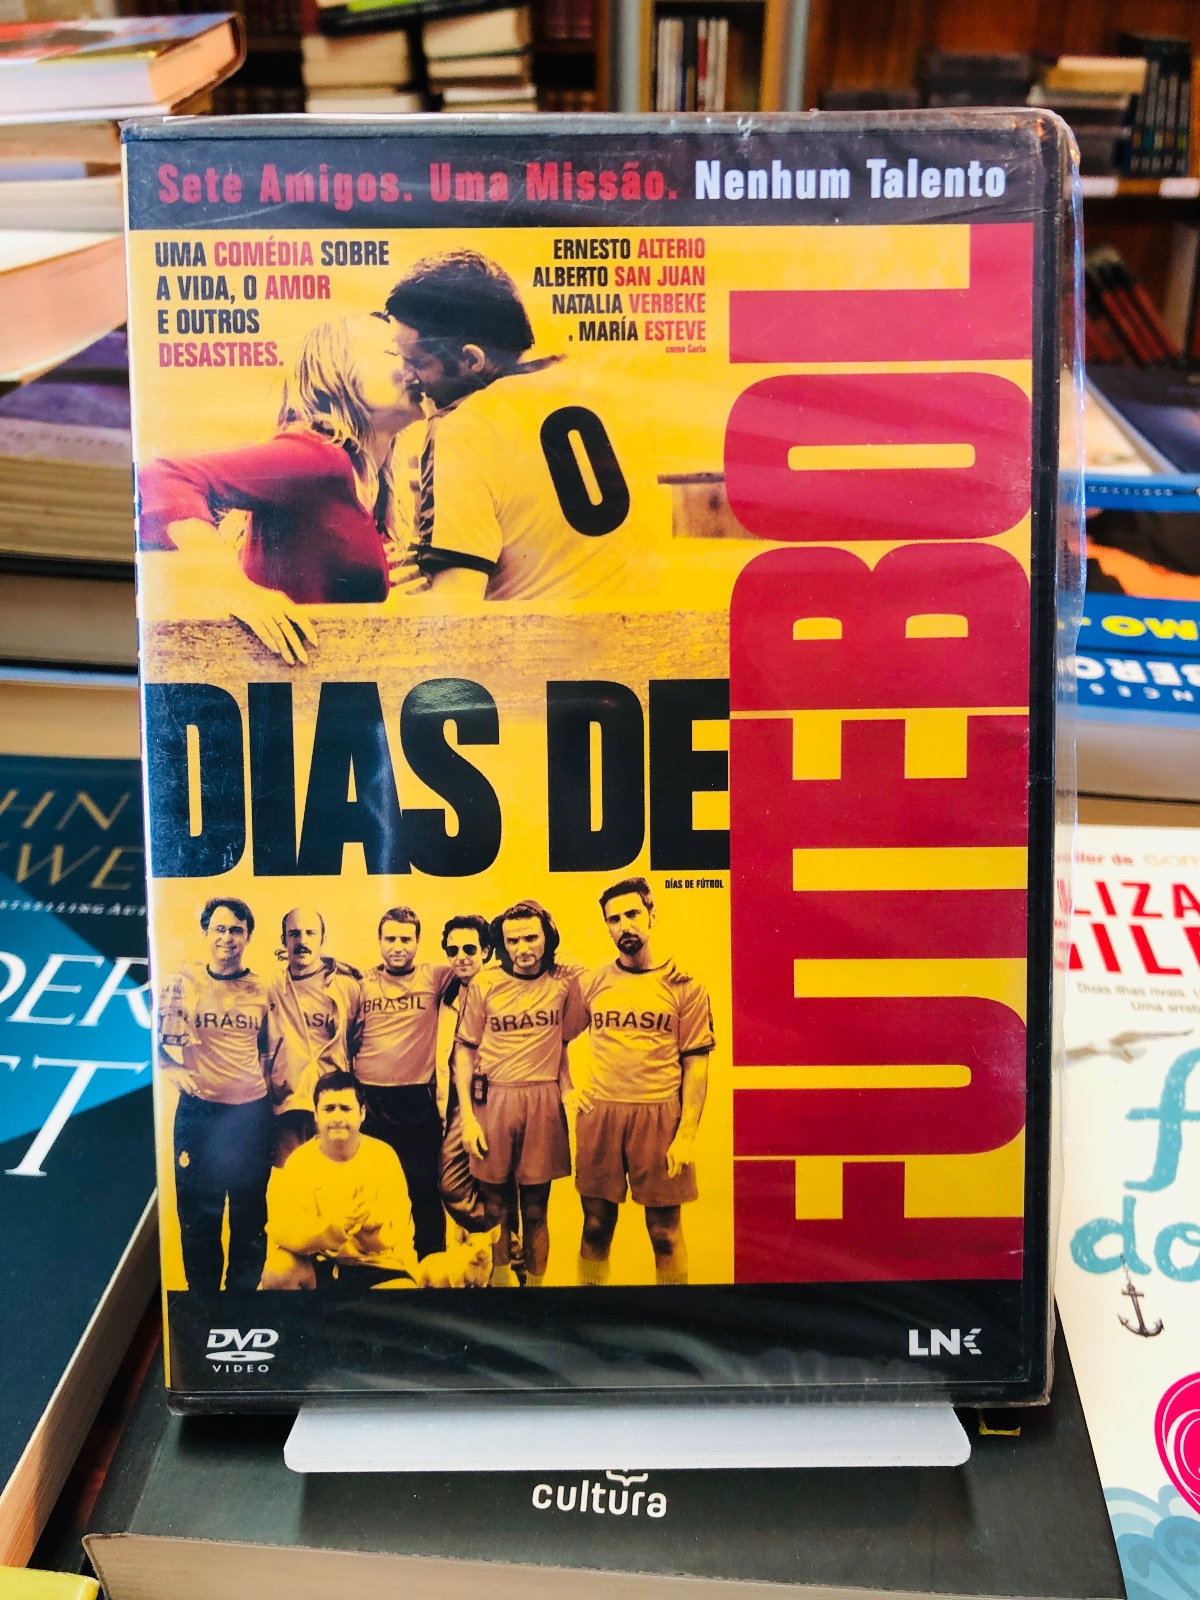 Sete Amigos. Uma Missão. Nenhum Talento
UMA COMÉDIA SOBRE
A VIDA, O AMOR
E OUTROS
DESASTRES.
ERNESTO ALTERIO
ALBERTO SAN JUAN
NATALIA VERBEKE
. MARÍA ESTEVE
como Carla
0
DIAS DE
FUTEBOL
DÍAS DE FÚTBOL
BRASIL
BRASIL
BRASIL
BRASIL
DVD
VIDEO
LNK
cultura